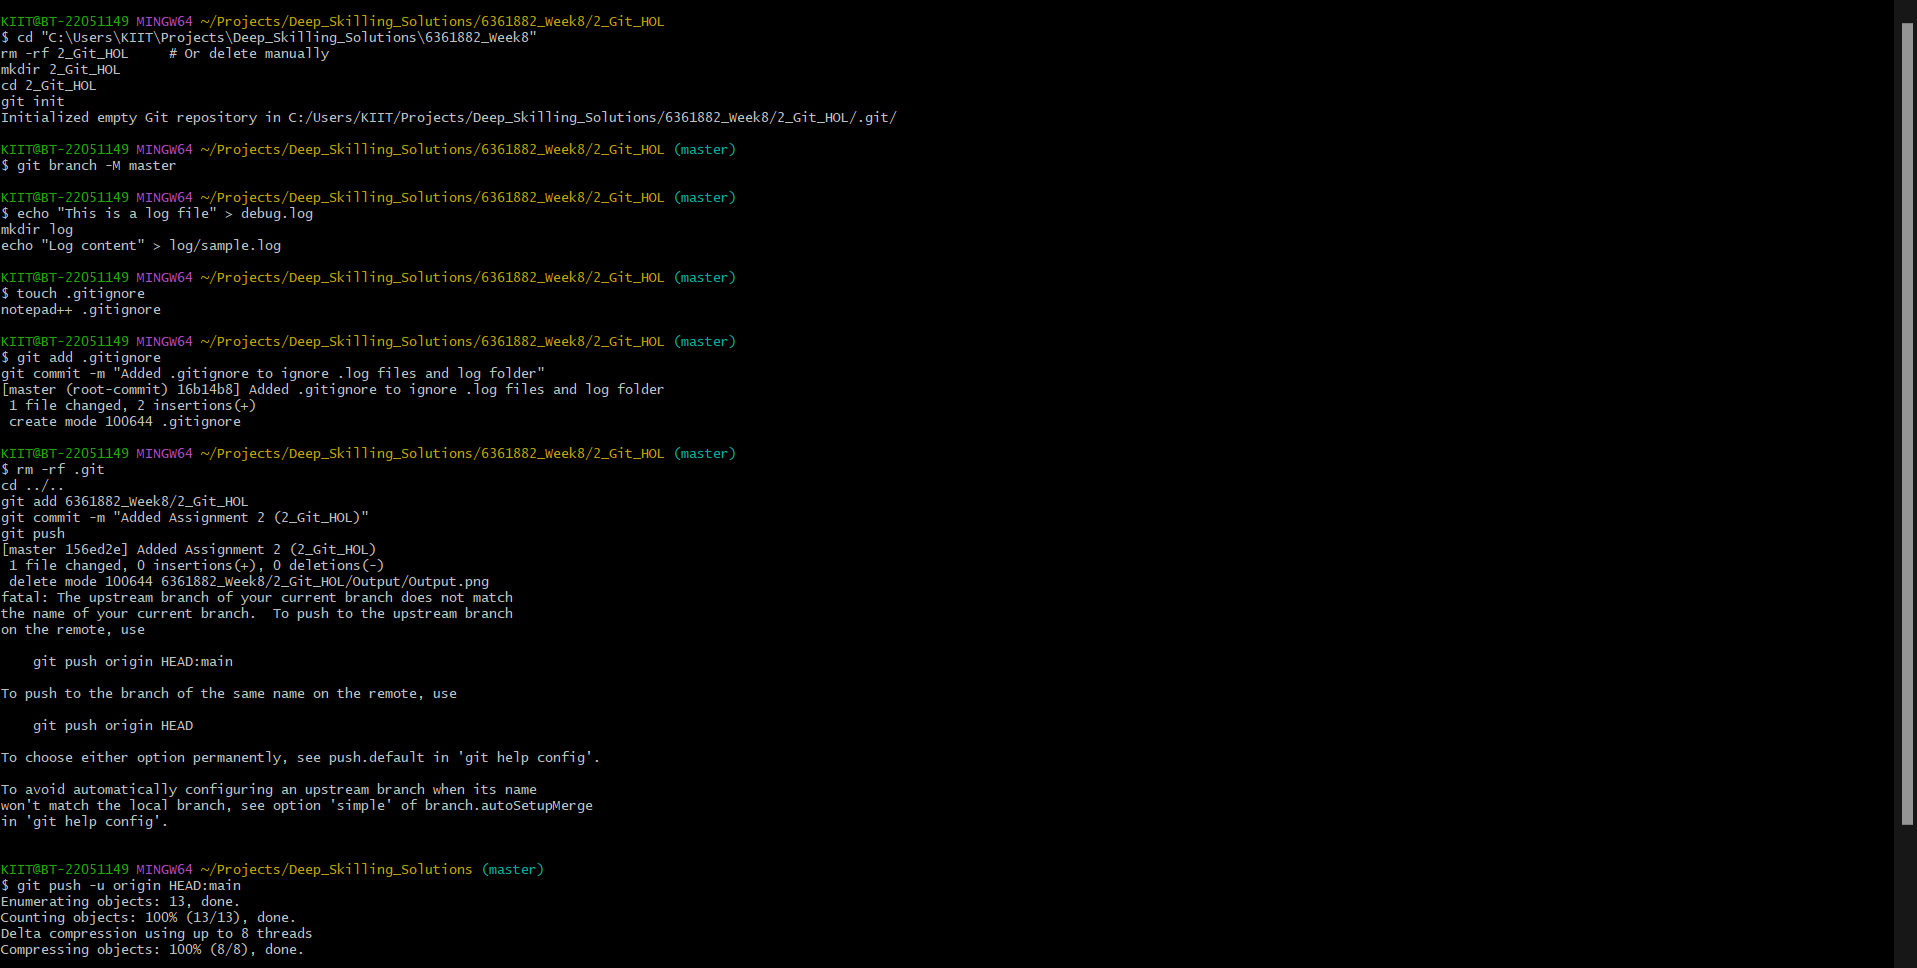 KIIT@BT-22051149 MINGW64 ~/Projects/Deep_Skilling_Solutions/6361882_Week8/2_Git_HOL
$ cd "C:\Users\KIIT\Projects\Deep_Skilling_Solutions\6361882_Week8"
rm -rf 2_Git_HOL     # Or delete manually
mkdir 2_Git_HOL
cd 2_Git_HOL
git init
Initialized empty Git repository in C:/Users/KIIT/Projects/Deep_Skilling_Solutions/6361882_Week8/2_Git_HOL/.git/
KIIT@BT-22051149 MINGW64 ~/Projects/Deep_Skilling_Solutions/6361882_Week8/2_Git_HOL (master)
$ git branch -M master
KIIT@BT-22051149 MINGW64 ~/Projects/Deep_Skilling_Solutions/6361882_Week8/2_Git_HOL (master)
$ echo "This is a log file" > debug.log
mkdir log
echo "Log content" > log/sample.log
KIIT@BT-22051149 MINGW64 ~/Projects/Deep_Skilling_Solutions/6361882_Week8/2_Git_HOL (master)
$ touch .gitignore
notepad++ .gitignore
KIIT@BT-22051149 MINGW64 ~/Projects/Deep_Skilling_Solutions/6361882_Week8/2_Git_HOL (master)
$ git add .gitignore
git commit -m "Added .gitignore to ignore .log files and log folder"
[master (root-commit) 16b14b8] Added .gitignore to ignore .log files and log folder
 1 file changed, 2 insertions(+)
 create mode 100644 .gitignore
KIIT@BT-22051149 MINGW64 ~/Projects/Deep_Skilling_Solutions/6361882_Week8/2_Git_HOL (master)
$ rm -rf .git
cd ../..
git add 6361882_Week8/2_Git_HOL
git commit -m "Added Assignment 2 (2_Git_HOL)"
git push
[master 156ed2e] Added Assignment 2 (2_Git_HOL)
 1 file changed, 0 insertions(+), 0 deletions(-)
 delete mode 100644 6361882_Week8/2_Git_HOL/Output/Output.png
fatal: The upstream branch of your current branch does not match
the name of your current branch.  To push to the upstream branch
on the remote, use
    git push origin HEAD:main
To push to the branch of the same name on the remote, use
    git push origin HEAD
To choose either option permanently, see push.default in 'git help config'.
To avoid automatically configuring an upstream branch when its name
won't match the local branch, see option 'simple' of branch.autoSetupMerge
in 'git help config'.
KIIT@BT-22051149 MINGW64 ~/Projects/Deep_Skilling_Solutions (master)
$ git push -u origin HEAD:main
Enumerating objects: 13, done.
Counting objects: 100% (13/13), done.
Delta compression using up to 8 threads
Compressing objects: 100% (8/8), done.